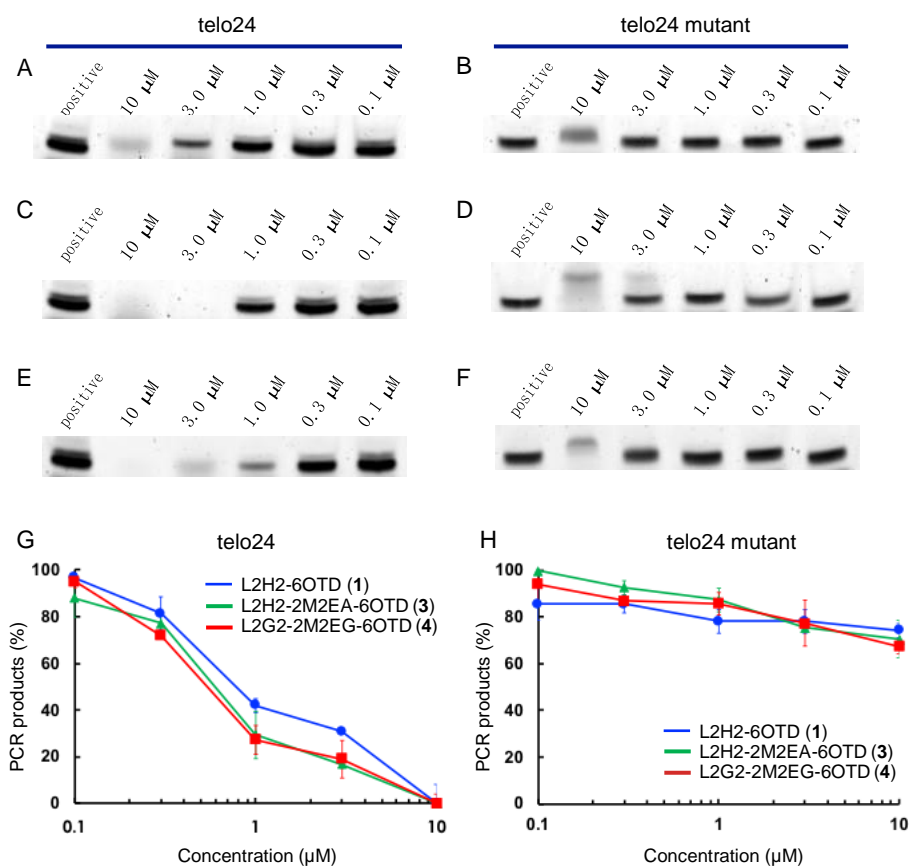 telo24
telo24 mutant
A
positive
10 μM
3.0 μM
1.0 μM
0.3 μM
0.1 μM
B
positive
10 μM
3.0 μM
1.0 μM
0.3 μM
0.1 μM
C
positive
10 μM
3.0 μM
1.0 μM
0.3 μM
0.1 μM
D
positive
10 μM
3.0 μM
1.0 μM
0.3 μM
0.1 μM
E
positive
10 μM
3.0 μM
1.0 μM
0.3 μM
0.1 μM
F
positive
10 μM
3.0 μM
1.0 μM
0.3 μM
0.1 μM
G
telo24
100
80
60
40
20
0
PCR products (%)
L2H2-6OTD (1)
L2H2-2M2EA-6OTD (3)
L2G2-2M2EG-6OTD (4)
0.1
1
10
Concentration (μM)
H
telo24 mutant
100
80
60
40
20
0
PCR products (%)
L2H2-6OTD (1)
L2H2-2M2EA-6OTD (3)
L2G2-2M2EG-6OTD (4)
0.1
1
10
Concentration (μM)